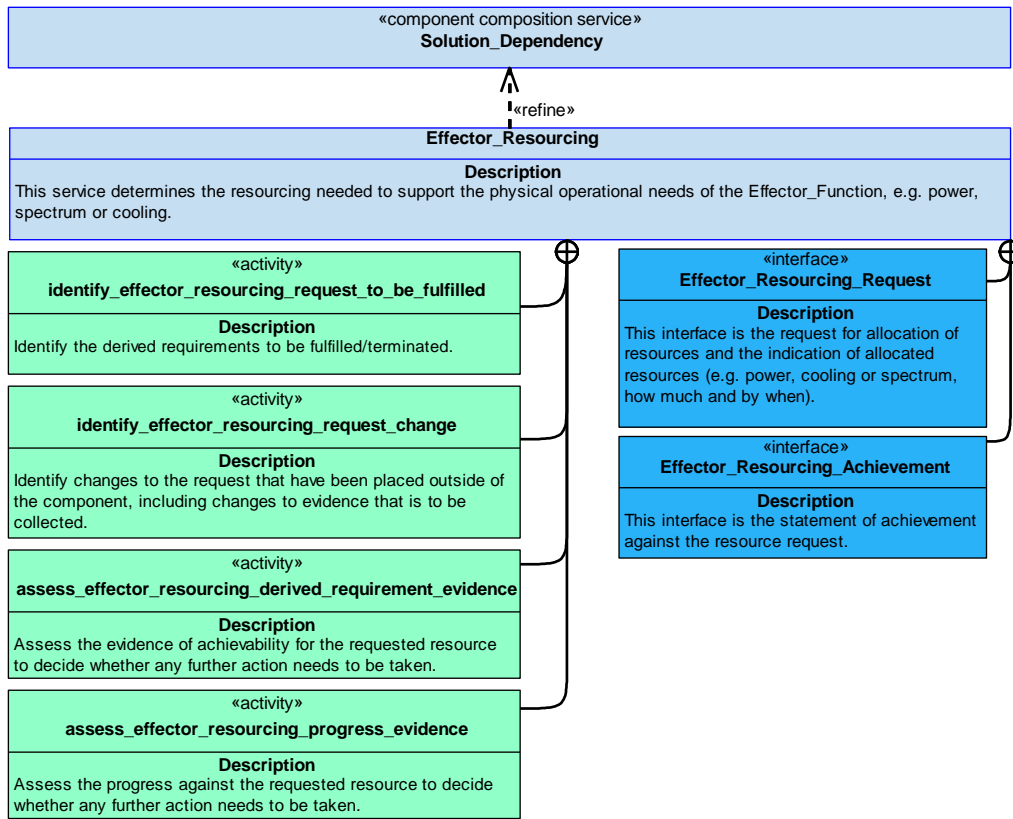 «component composition service»
Solution_Dependency
«refine»
Effector_Resourcing
Description
This service determines the resourcing needed to support the physical operational needs of the Effector_Function, e.g. power,
spectrum or cooling.
«activity»
identify_effector_resourcing_request_to_be_fulfilled
Description
Identify the derived requirements to be fulfilled/terminated.
«activity»
identify_effector_resourcing_request_change
Description
Identify changes to the request that have been placed outside of
the component, including changes to evidence that is to be
collected.
«activity»
assess_effector_resourcing_derived_requirement_evidence
Description
Assess the evidence of achievability for the requested resource
to decide whether any further action needs to be taken.
«activity»
assess_effector_resourcing_progress_evidence
Description
Assess the progress against the requested resource to decide
whether any further action needs to be taken.
«interface»
Effector_Resourcing_Request
Description
This interface is the request for allocation of
resources and the indication of allocated
resources (e.g. power, cooling or spectrum,
how much and by when).
«interface»
Effector_Resourcing_Achievement
Description
This interface is the statement of achievement
against the resource request.